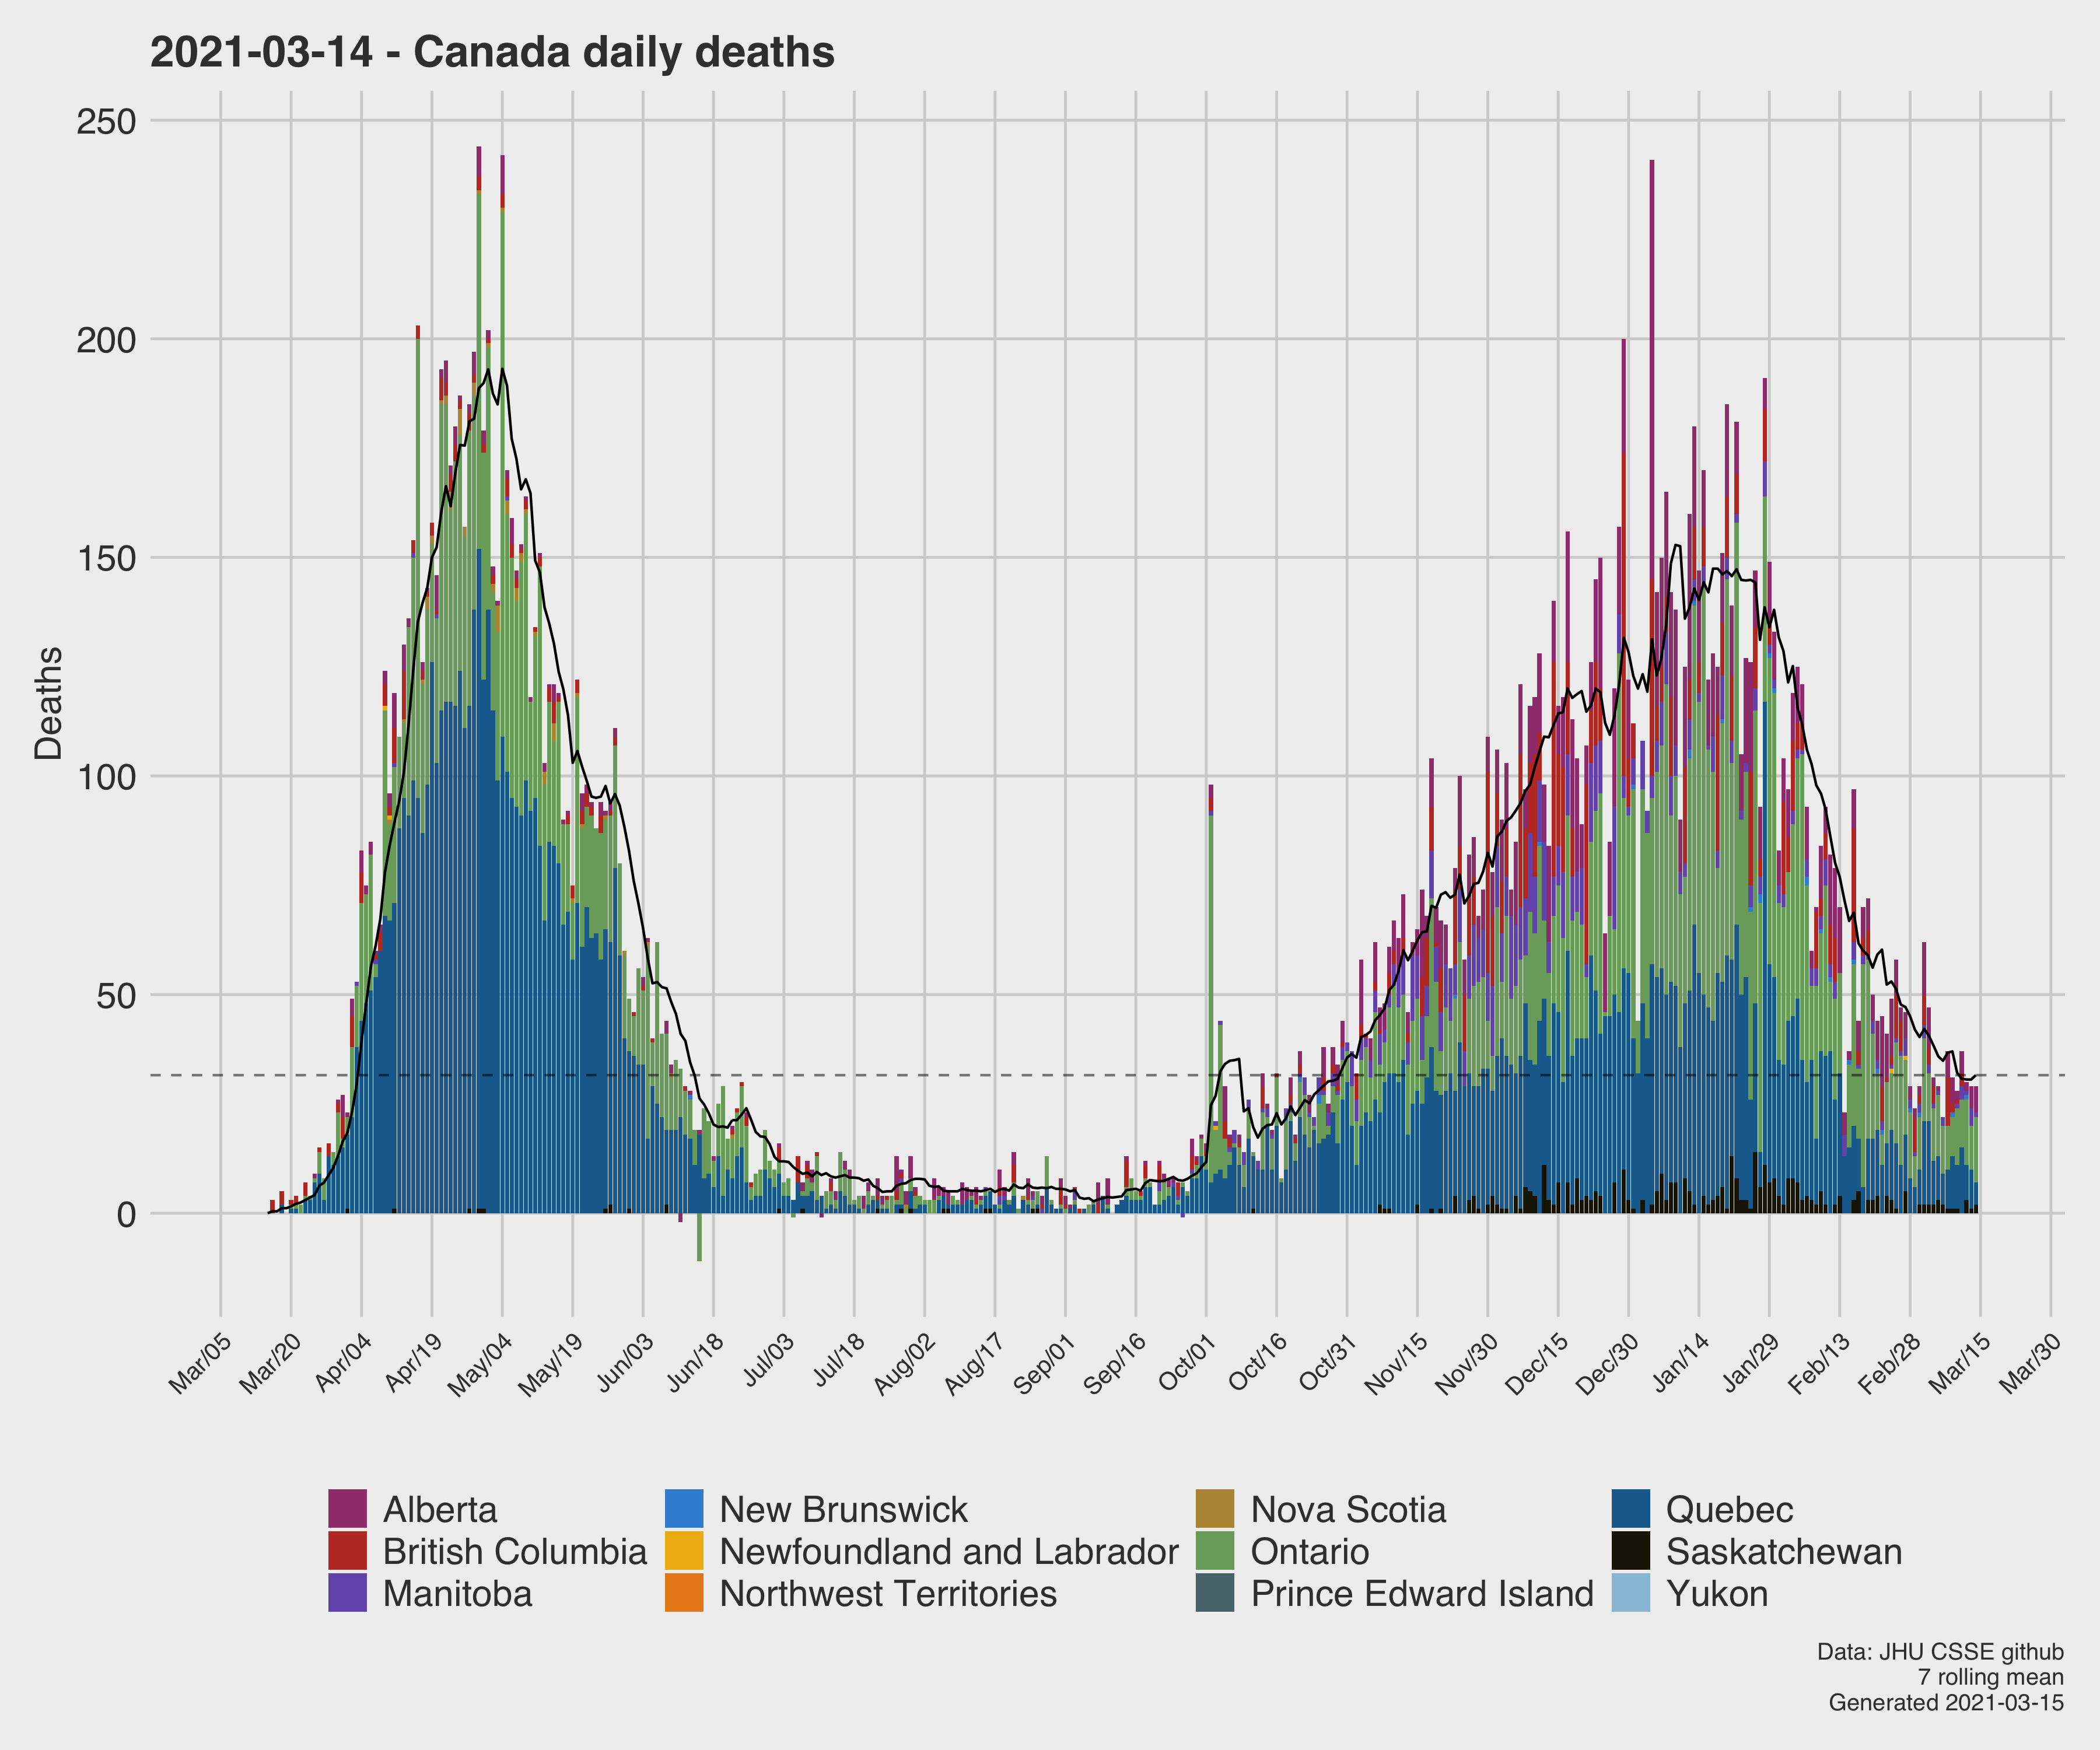 2021-03-14 - Canada daily deaths
250
200
150
100
50
0
Deaths
Mar/05
Mar/20
Apr/04
Apr/19
May/04
May/19
Jun/03
Jun/18
Jul/03
Jul/18
Aug/02
Aug/17
Sep/01
Sep/16
Oct/01
Oct/16
Oct/31
Nov/15
Nov/30
Dec/15
Dec/30
Jan/14
Jan/29
Feb/13
Feb/28
Mar/15
Mar/30
Alberta
British Columbia
Manitoba
New Brunswick
Newfoundland and Labrador
Northwest Territories
Nova Scotia
Ontario
Prince Edward Island
Quebec
Saskatchewan
Yukon
Data: JHU CSSE github
7 rolling mean
Generated 2021-03-15